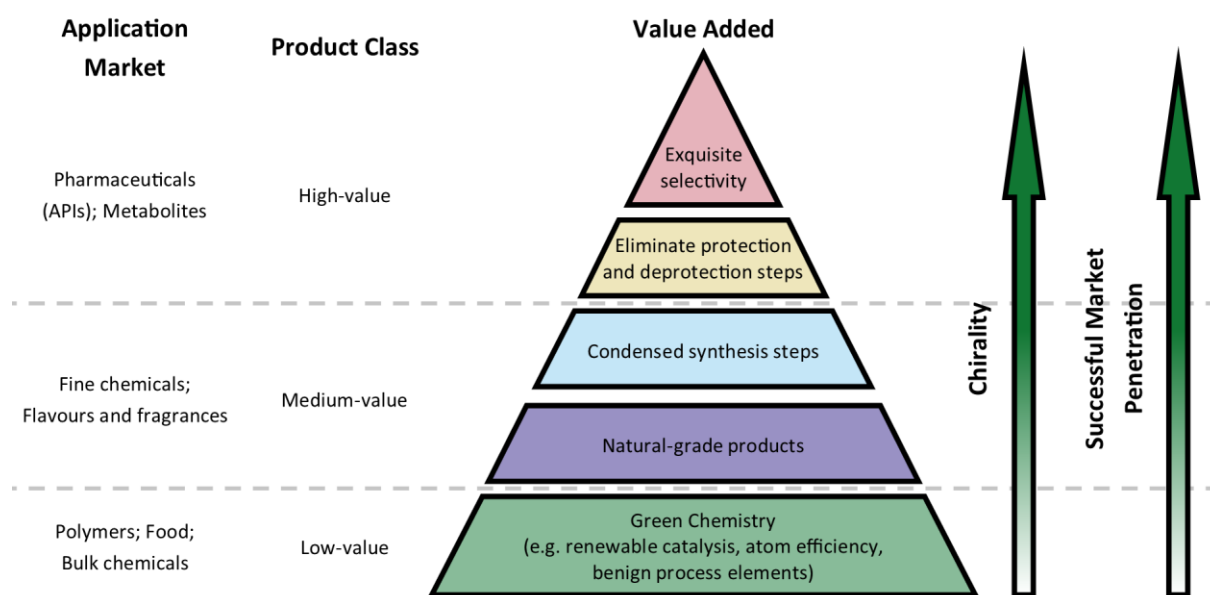 Application
Market
Product Class
Value Added
Pharmaceuticals
(APIs); Metabolites
High-value
Exquisite
selectivity
Eliminate protection
and deprotection steps
Fine chemicals;
Flavours and fragrances
Medium-value
Condensed synthesis steps
Natural-grade products
Polymers; Food;
Bulk chemicals
Low-value
Green Chemistry
(e.g. renewable catalysis, atom efficiency,
benign process elements)
Chirality
Successful Market
Penetration